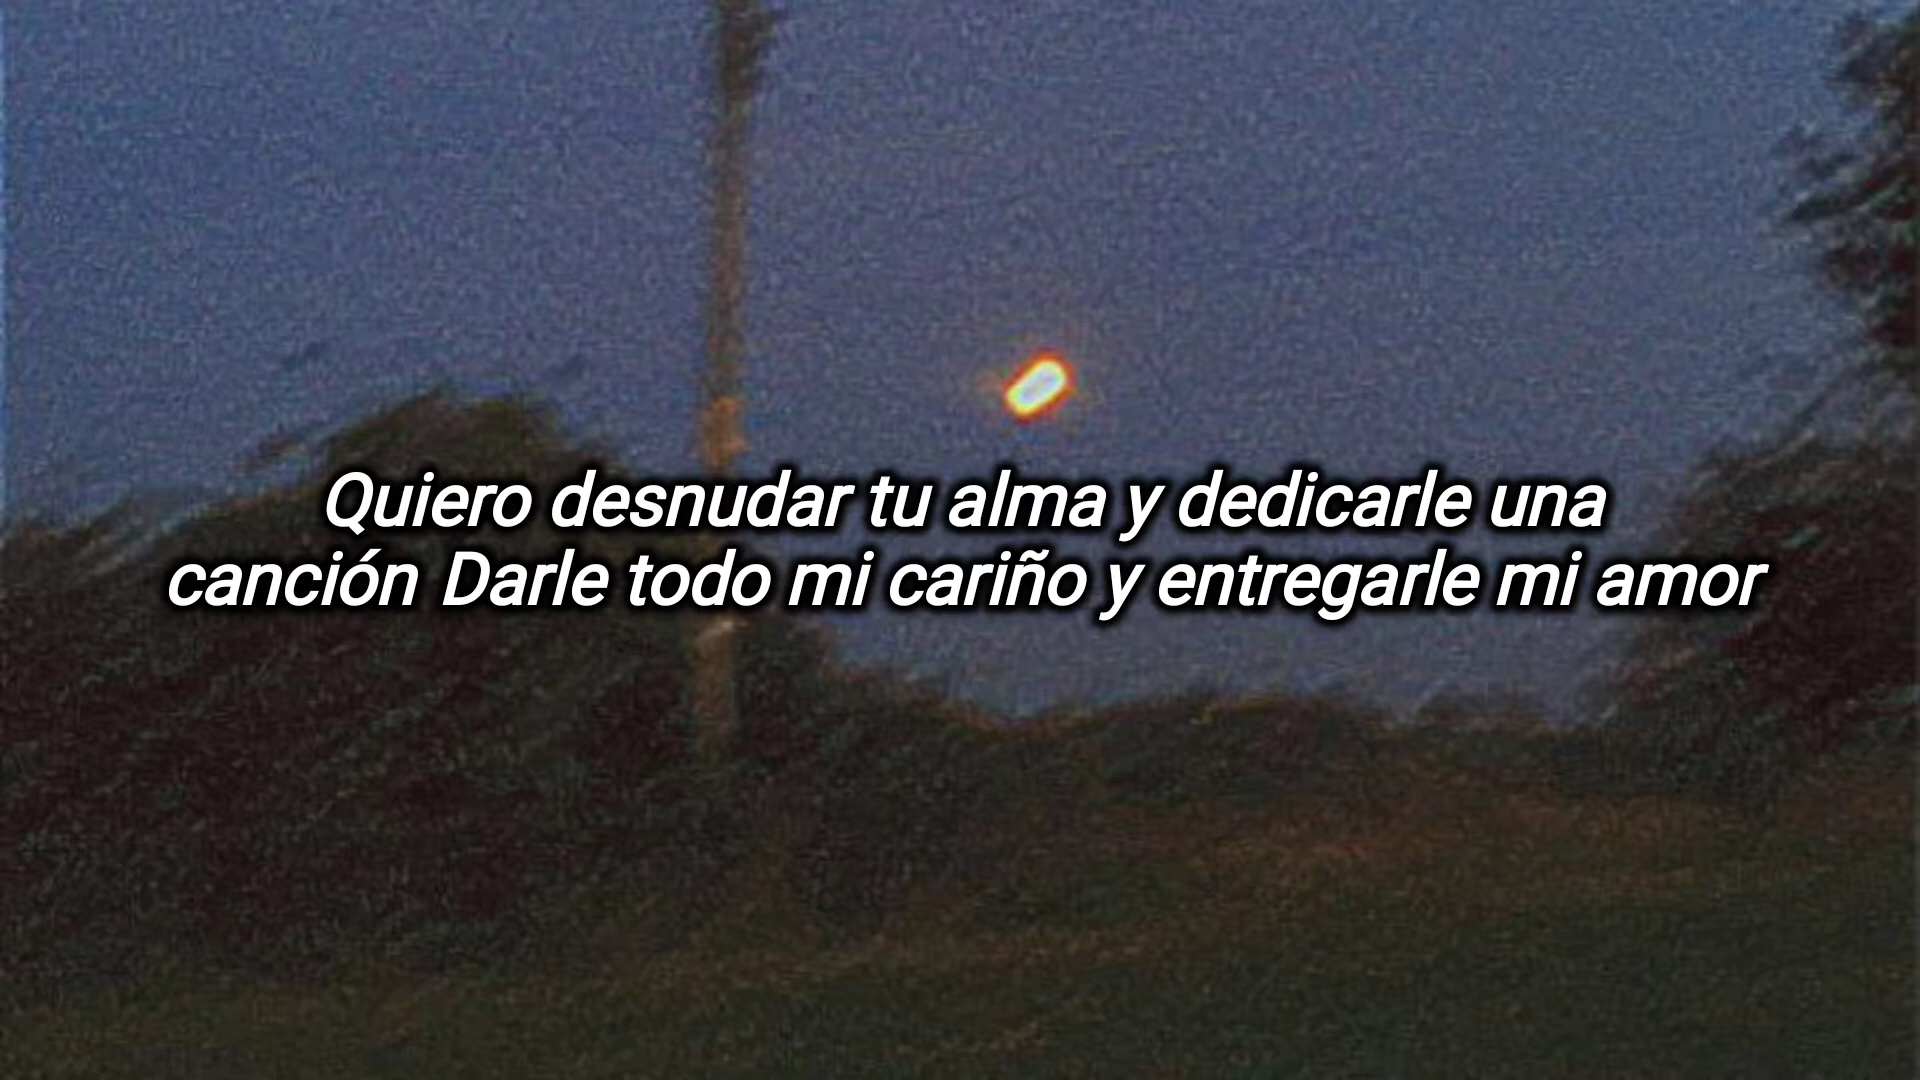 Quiero desnudar tu alma y dedicarle una
canción Darle todo mi cariño y entregarle mi amor